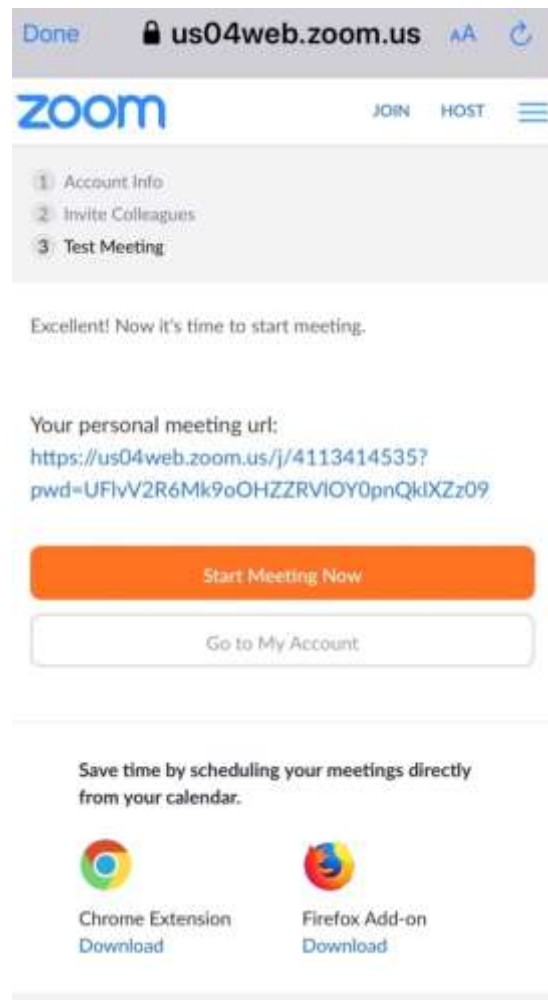 Done us04web.zoom.us AA
zoom JOIN HOST
1 Account Info
2 Invite Colleagues
3 Test Meeting
Excellent! Now it's time to start meeting.
Your personal meeting url:
https://us04web.zoom.us/j/4113414535?
pwd=UFlvV2R6Mk9oOHZZRVlOY0pnQklXZz09
Start Meeting Now
Go to My Account
Save time by scheduling your meetings directly
from your calendar.
Chrome Extension Firefox Add-on
Download Download